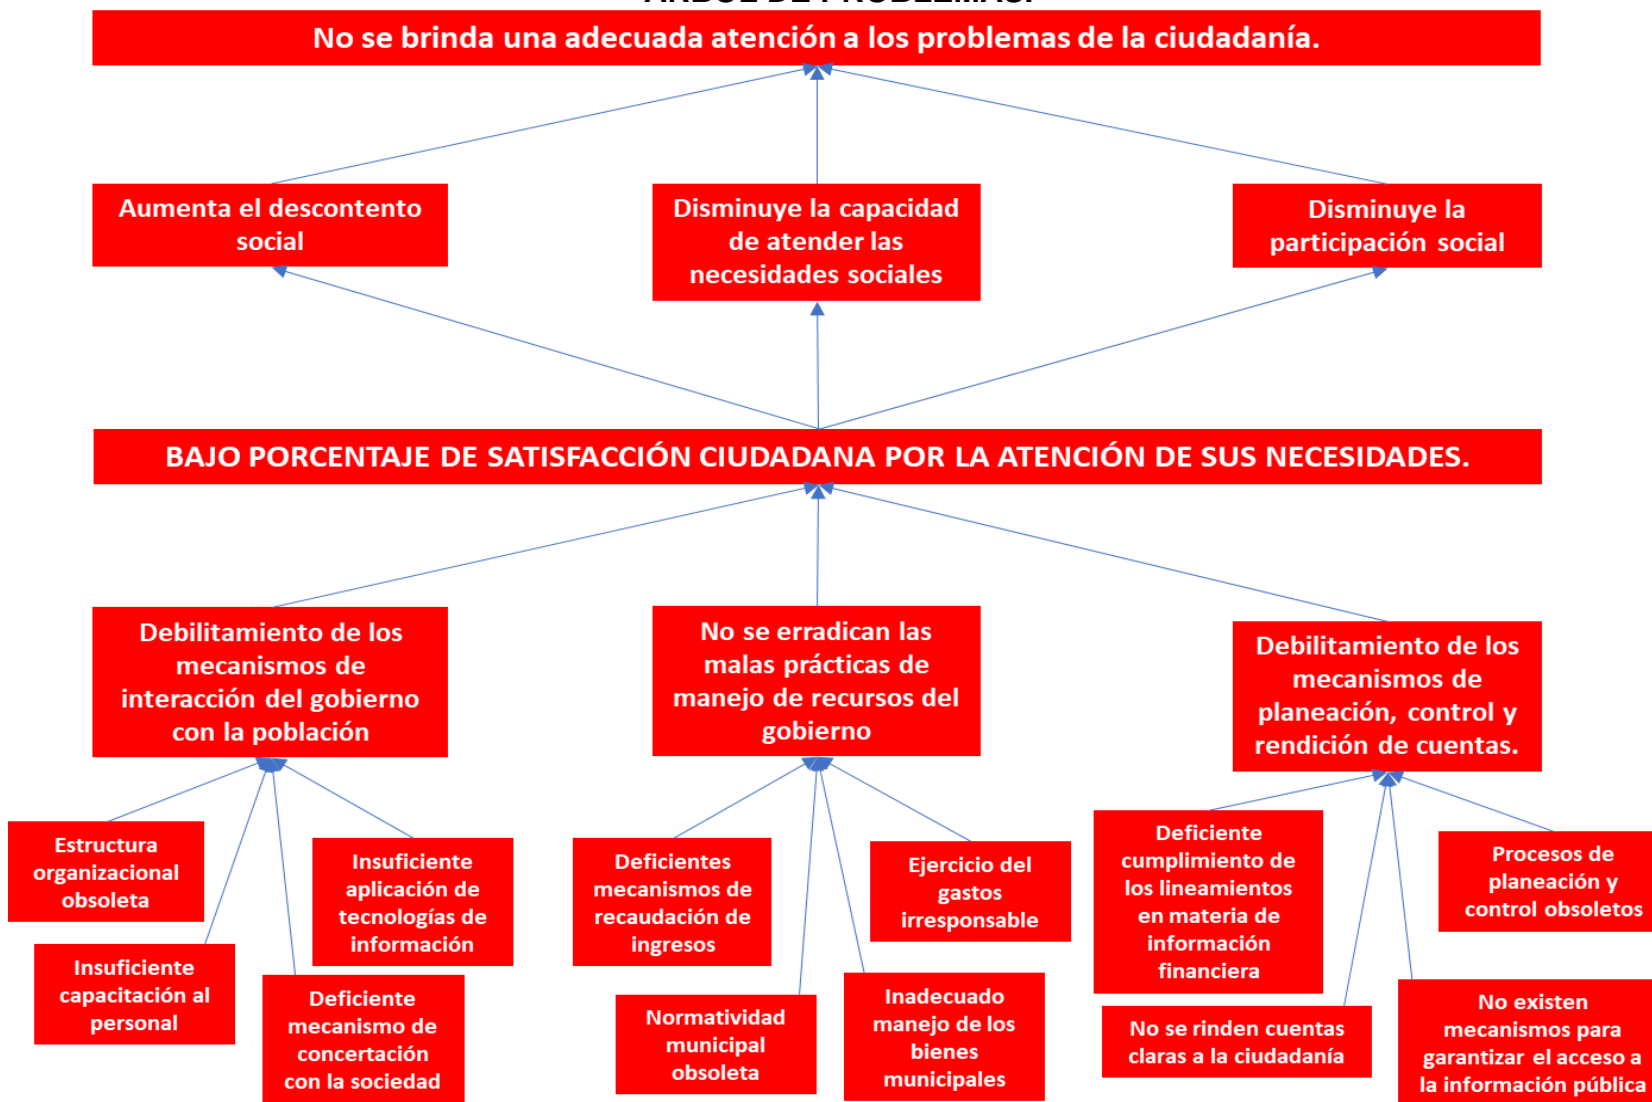 ÁRBOL DE PROBLEMAS.
No se brinda una adecuada atención a los problemas de la ciudadanía.
Aumenta el descontento
social
Disminuye la capacidad
de atender las
necesidades sociales
Disminuye la
participación social
BAJO PORCENTAJE DE SATISFACCIÓN CIUDADANA POR LA ATENCIÓN DE SUS NECESIDADES.
Debilitamiento de los
mecanismos de
interacción del gobierno
con la población
No se erradican las
malas prácticas de
manejo de recursos del
gobierno
Debilitamiento de los
mecanismos de
planeación, control y
rendición de cuentas.
Estructura
organizacional
obsoleta
Insuficiente
capacitación al
personal
Deficiente
mecanismo de
concertación
con la sociedad
Insuficiente
aplicación de
tecnologías de
información
Deficientes
mecanismos de
recaudación de
ingresos
Normatividad
municipal
obsoleta
Inadecuado
manejo de los
bienes
municipales
Ejercicio del
gastos
irresponsable
Deficiente
cumplimiento de
los lineamientos
en materia de
información
financiera
No se rinden cuentas
claras a la ciudadanía
No existen
mecanismos para
garantizar el acceso a
la información pública
Procesos de
planeación y
control obsoletos